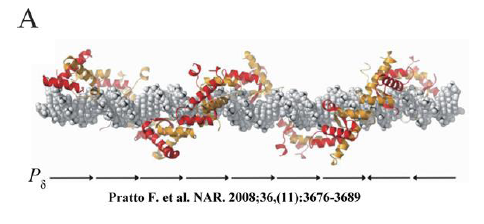 A
Pδ
Pratto F. et al. NAR. 2008;36,(11):3676-3689